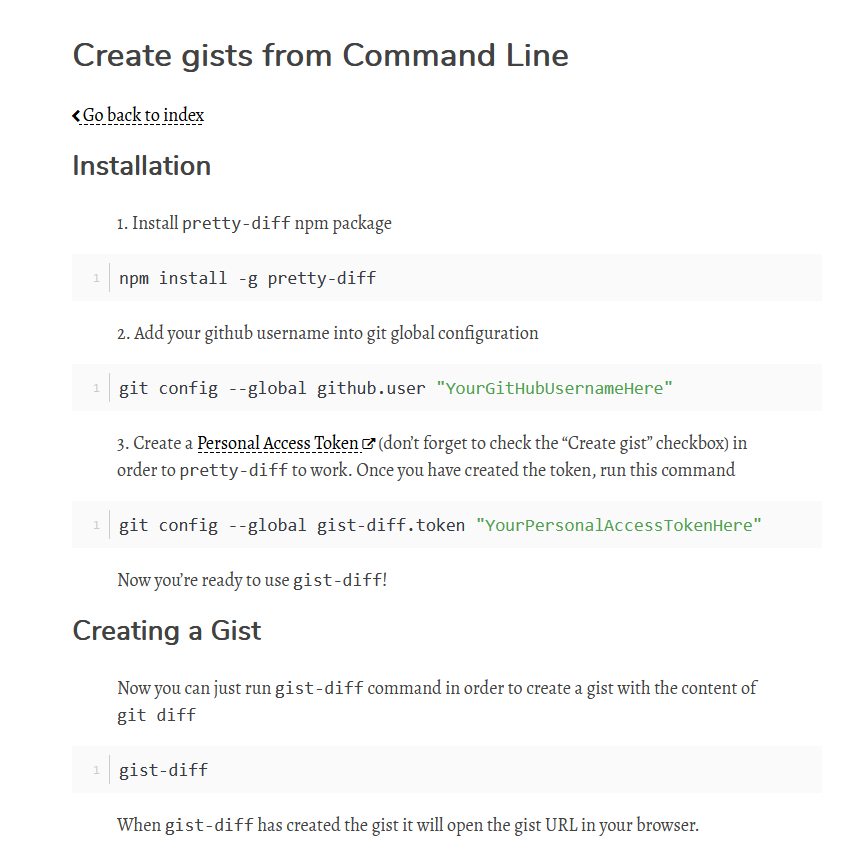 Create gists from Command Line
Go back to index
Installation
1. Install pretty-diff npm package
1 npm install -g pretty-diff
2. Add your github username into git global configuration
1 git config --global github.user "YourGitHubUsernameHere"
3. Create a Personal Access Token (don’t forget to check the “Create gist” checkbox) in
order to pretty-diff to work. Once you have created the token, run this command
1 git config --global gist-diff.token "YourPersonalAccessTokenHere"
Now you’re ready to use gist-diff!
Creating a Gist
Now you can just run gist-diff command in order to create a gist with the content of
git diff
1 gist-diff
When gist-diff has created the gist it will open the gist URL in your browser.